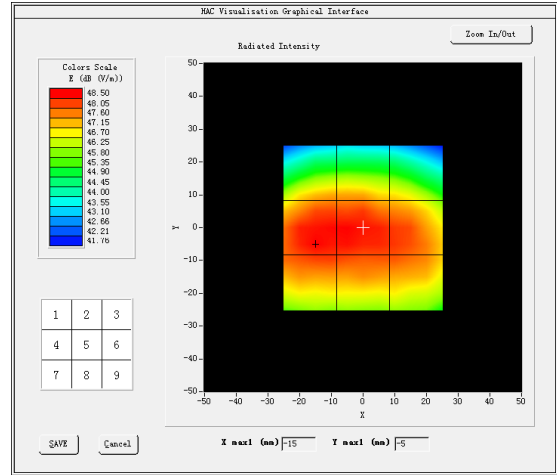 HAC Visualisation Graphical Interface
Zoom In/Out
Radiated Intensity
Colors Scale
E (dB (V/m))
48.50
48.05
47.60
47.15
46.70
46.25
45.80
45.35
44.90
44.45
44.00
43.55
43.10
42.66
42.21
41.76
50
40
30
20
10
0
-10
-20
-30
-40
-50
Y
-50 -40 -30 -20 -10 0 10 20 30 40 50
X
1 2 3
4 5 6
7 8 9
SAVE Cancel
X max1 (mm) -15 Y max1 (mm) -5